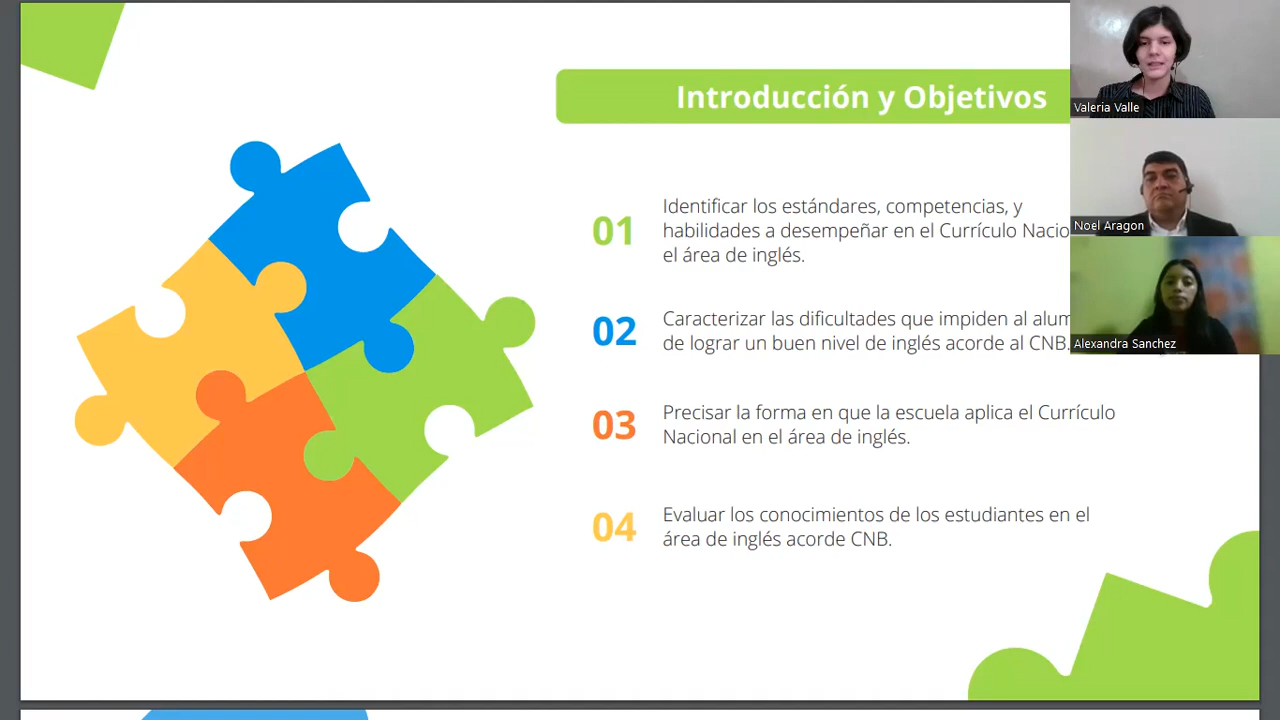 Introducción y Objetivos
01
Identificar los estándares, competencias, y
habilidades a desempeñar en el Currículo Nacio
el área de inglés.
02
Caracterizar las dificultades que impiden al alum
de lograr un buen nivel de inglés acorde al CNB.
03
Precisar la forma en que la escuela aplica el Currículo
Nacional en el área de inglés.
04
Evaluar los conocimientos de los estudiantes en el
área de inglés acorde CNB.
Valeria Valle
Noel Aragon
Alexandra Sanchez